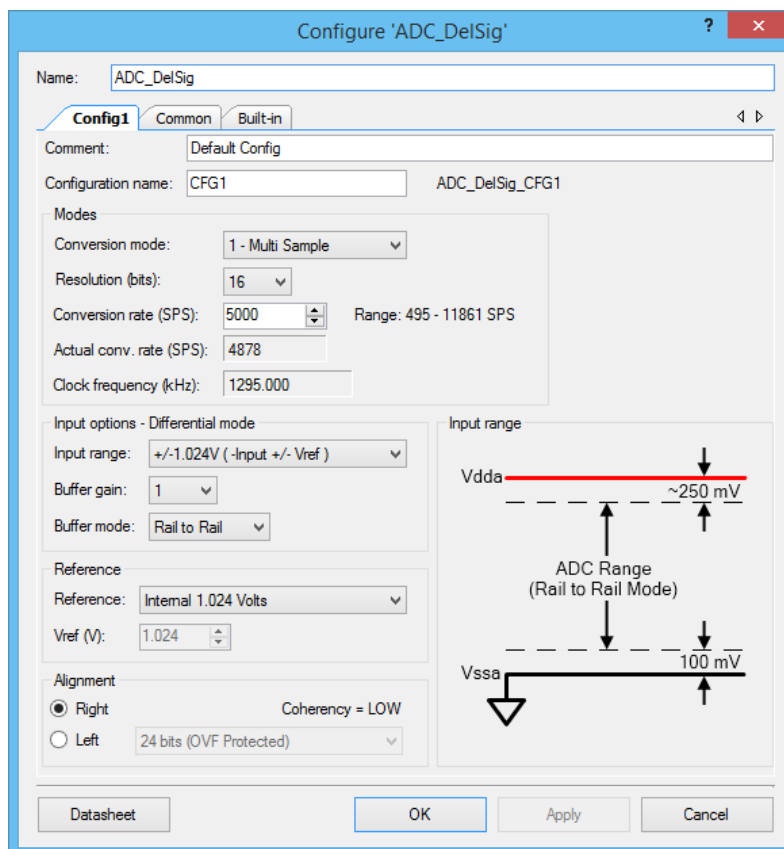 Configure 'ADC_DelSig'
?
Name: ADC_DelSig
Config1 Common Built-in
Comment: Default Config
Configuration name: CFG1 ADC_DelSig_CFG1
Modes
Conversion mode: 1 - Multi Sample
Resolution (bits): 16
Conversion rate (SPS): 5000 Range: 495 - 11861 SPS
Actual conv. rate (SPS): 4878
Clock frequency (kHz): 1295.000
Input options - Differential mode
Input range: +/-1.024V ( -Input +/- Vref )
Buffer gain: 1
Buffer mode: Rail to Rail
Reference
Reference: Internal 1.024 Volts
Vref (V): 1.024
Alignment
Right Coherency = LOW
Left 24 bits (OVF Protected)
Input range
Vdda
~250 mV
ADC Range
(Rail to Rail Mode)
100 mV
Vssa
Datasheet OK Apply Cancel